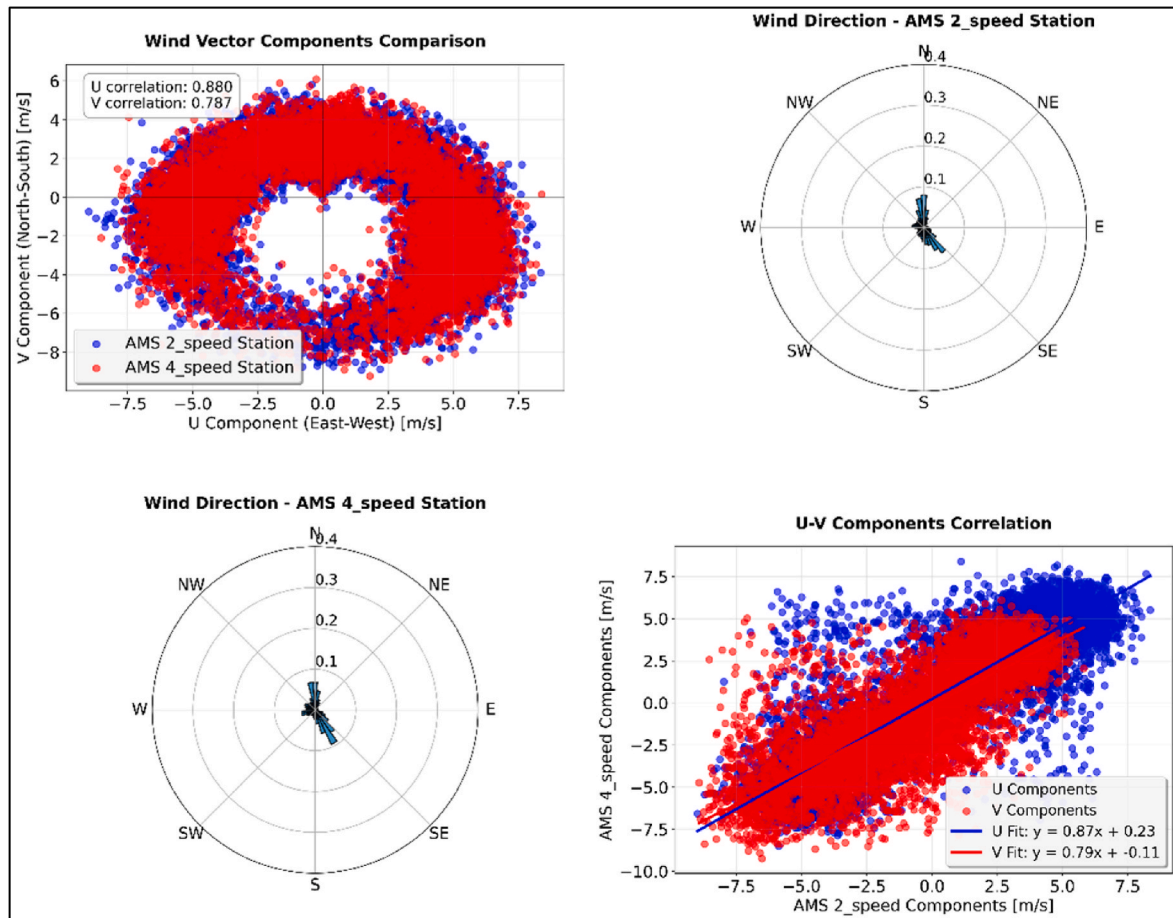 Wind Vector Components Comparison
U correlation: 0.880
V correlation: 0.787
V Component (North-South) [m/s]
6
4
2
0
−2
−4
−6
−8
AMS 2_speed Station
AMS 4_speed Station
−7.5 −5.0 −2.5 0.0 2.5 5.0 7.5
U Component (East-West) [m/s]
Wind Direction - AMS 2_speed Station
N
0.4
NW
0.3
NE
0.2
0.1
W
E
SW
SE
S
Wind Direction - AMS 4_speed Station
N
0.4
NW
0.3
NE
0.2
0.1
W
E
SW
SE
S
U-V Components Correlation
AMS 4_speed Components [m/s]
7.5
5.0
2.5
0.0
−2.5
−5.0
−7.5
−10.0
U Components
V Components
U Fit: y = 0.87x + 0.23
V Fit: y = 0.79x + -0.11
−7.5 −5.0 −2.5 0.0 2.5 5.0 7.5
AMS 2_speed Components [m/s]